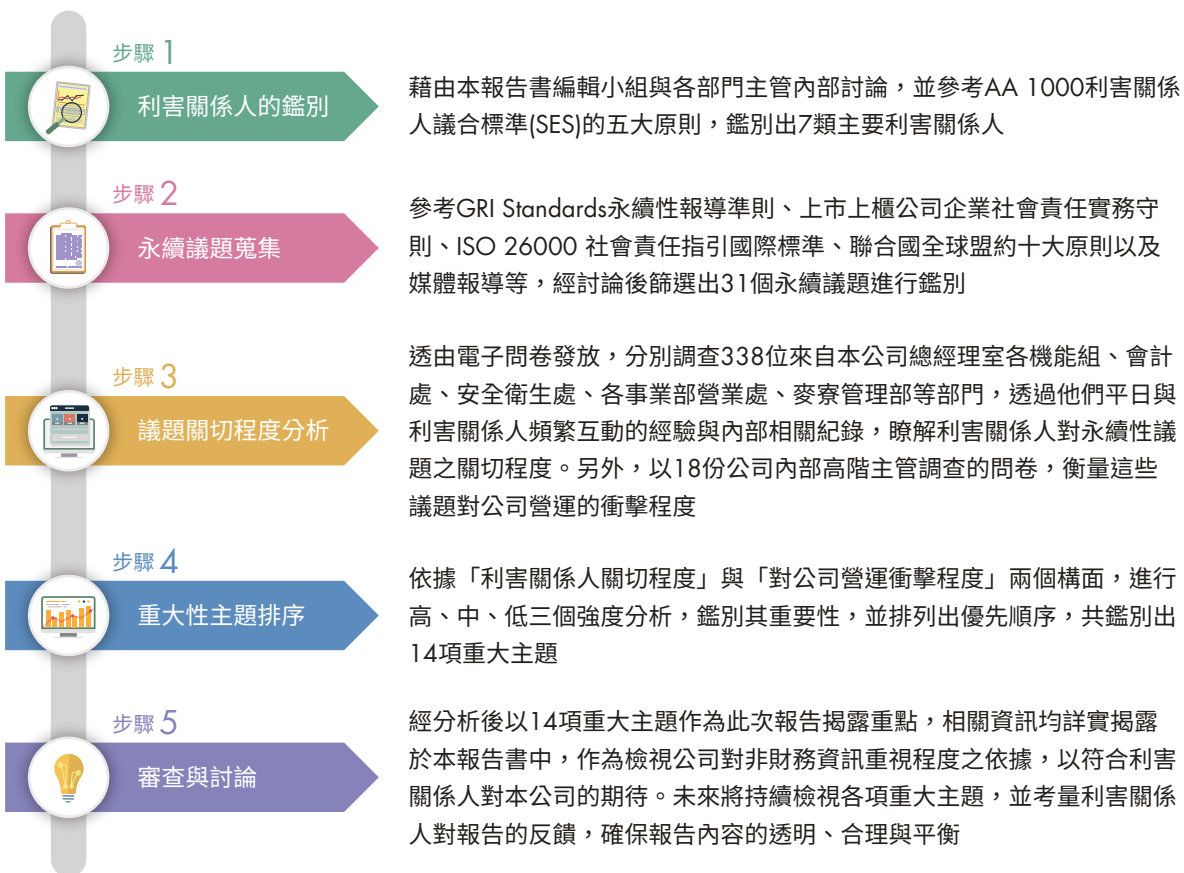 步驟 1
利害關係人的鑑別
藉由本報告書編輯小組與各部門主管內部討論，並參考AA 1000利害關係
人議合標準(SES)的五大原則，鑑別出7類主要利害關係人
步驟 2
永續議題蒐集
參考GRI Standards永續性報導準則、上市上櫃公司企業社會責任實務守
則、ISO 26000 社會責任指引國際標準、聯合國全球盟約十大原則以及
媒體報導等，經討論後篩選出31個永續議題進行鑑別
步驟 3
議題關切程度分析
透由電子問卷發放，分別調查338位來自本公司總經理室各機能組、會計
處、安全衛生處、各事業部營業處、麥寮管理部等部門，透過他們平日與
利害關係人頻繁互動的經驗與內部相關紀錄，瞭解利害關係人對永續性議
題之關切程度。另外，以18份公司內部高階主管調查的問卷，衡量這些
議題對公司營運的衝擊程度
步驟 4
重大性主題排序
依據「利害關係人關切程度」與「對公司營運衝擊程度」兩個構面，進行
高、中、低三個強度分析，鑑別其重要性，並排列出優先順序，共鑑別出
14項重大主題
步驟 5
審查與討論
經分析後以14項重大主題作為此次報告揭露重點，相關資訊均詳實揭露
於本報告書中，作為檢視公司對非財務資訊重視程度之依據，以符合利害
關係人對本公司的期待。未來將持續檢視各項重大主題，並考量利害關係
人對報告的反饋，確保報告內容的透明、合理與平衡